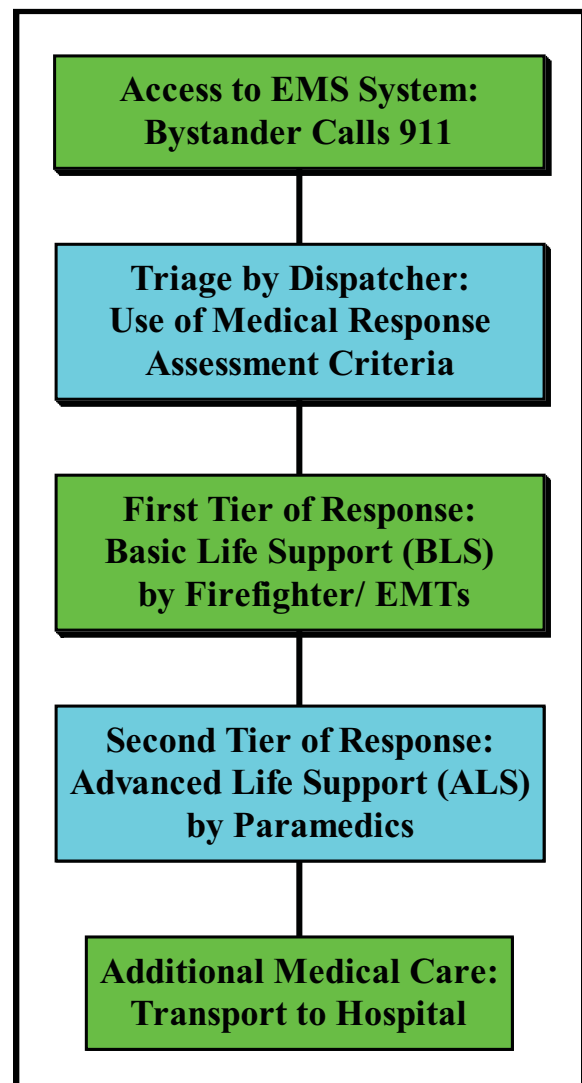 Access to EMS System:
Bystander Calls 911
Triage by Dispatcher:
Use of Medical Response
Assessment Criteria
First Tier of Response:
Basic Life Support (BLS)
by Firefighter/ EMTs
Second Tier of Response:
Advanced Life Support (ALS)
by Paramedics
Additional Medical Care:
Transport to Hospital